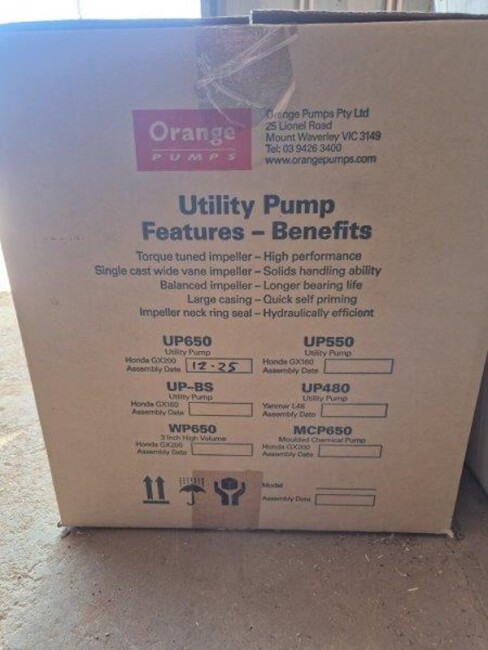 Orange
PUMPS
Orange Pumps Pty Ltd
25 Lionel Road
Mount Waverley VIC 3149
Tel: 03 9426 3400
www.orangepumps.com
Utility Pump
Features – Benefits
Torque tuned impeller – High performance
Single cast wide vane impeller – Solids handling ability
Balanced impeller – Longer bearing life
Large casing – Quick self priming
Impeller neck ring seal – Hydraulically efficient
UP650
Utility Pump
Honda GX200
Assembly Date 12-25
UP550
Utility Pump
Honda GX160
Assembly Date
UP-BS
Utility Pump
Honda GX160
Assembly Date
UP480
Utility Pump
Yanmar L48
Assembly Date
WP650
3 Inch High Volume
Honda GX200
Assembly Date
MCP650
Moulded Chemical Pump
Honda GX200
Assembly Date
Model
Assembly Date